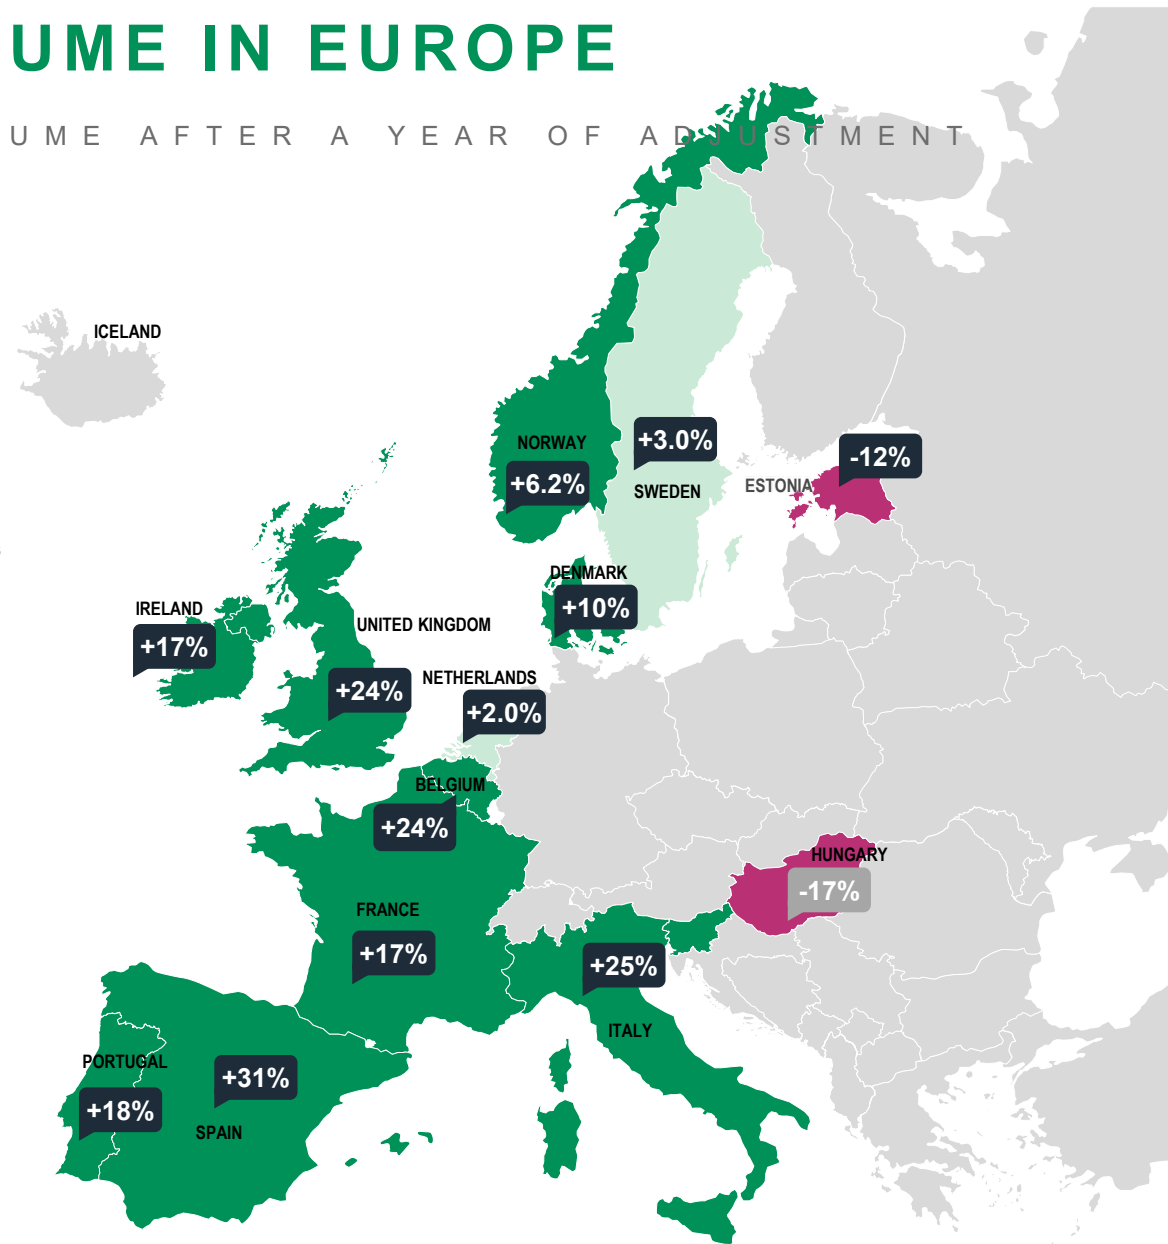 UME IN EUROPE
UME AFTER A YEAR OF ADJUSTMENT
ICELAND
NORWAY
+6.2%
+3.0%
SWEDEN
-12%
ESTONIA
DENMARK
+10%
IRELAND
+17%
UNITED KINGDOM
+24%
NETHERLANDS
+2.0%
BELGIUM
+24%
HUNGARY
-17%
FRANCE
+17%
+25%
ITALY
PORTUGAL
+18%
+31%
SPAIN